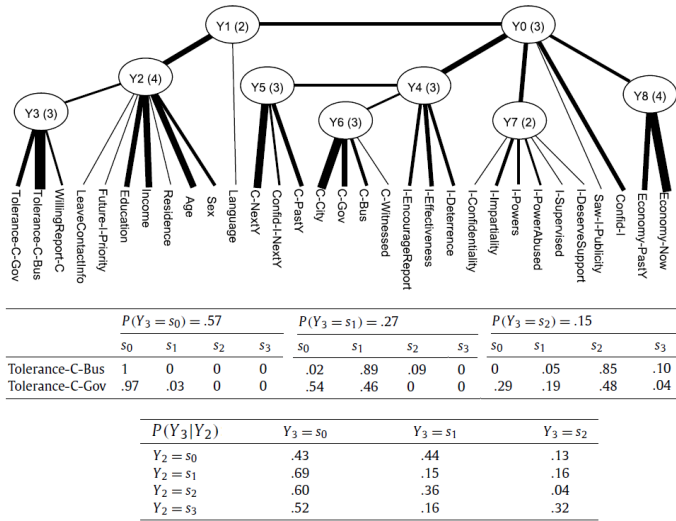 Y1 (2)
Y0 (3)
Y2 (4)
Y5 (3)
Y4 (3)
Y8 (4)
Y3 (3)
Y6 (3)
Y7 (2)
Tolerance-C-Gov
Tolerance-C-Bus
WillingReport-C
LeaveContactInfo
Future-I-Priority
Education
Income
Residence
Age
Sex
Language
C-NextY
Confid-I-NextY
C-PastY
C-City
C-Gov
C-Bus
C-Witnessed
I-EncourageReport
I-Effectiveness
I-Deterrence
I-Confidentiality
I-Impartiality
I-Powers
I-PowerAbused
I-Supervised
I-DeserveSupport
Saw-I-Publicity
Confid-I
Economy-PastY
Economy-Now
P(Y₃ = s₀) = .57 P(Y₃ = s₁) = .27 P(Y₃ = s₂) = .15
s₀ s₁ s₂ s₃ s₀ s₁ s₂ s₃ s₀ s₁ s₂ s₃
Tolerance-C-Bus 1 0 0 0 .02 .89 .09 0 0 .05 .85 .10
Tolerance-C-Gov .97 .03 0 0 .54 .46 0 0 .29 .19 .48 .04
P(Y₃|Y₂) Y₃ = s₀ Y₃ = s₁ Y₃ = s₂
Y₂ = s₀ .43 .44 .13
Y₂ = s₁ .69 .15 .16
Y₂ = s₂ .60 .36 .04
Y₂ = s₃ .52 .16 .32